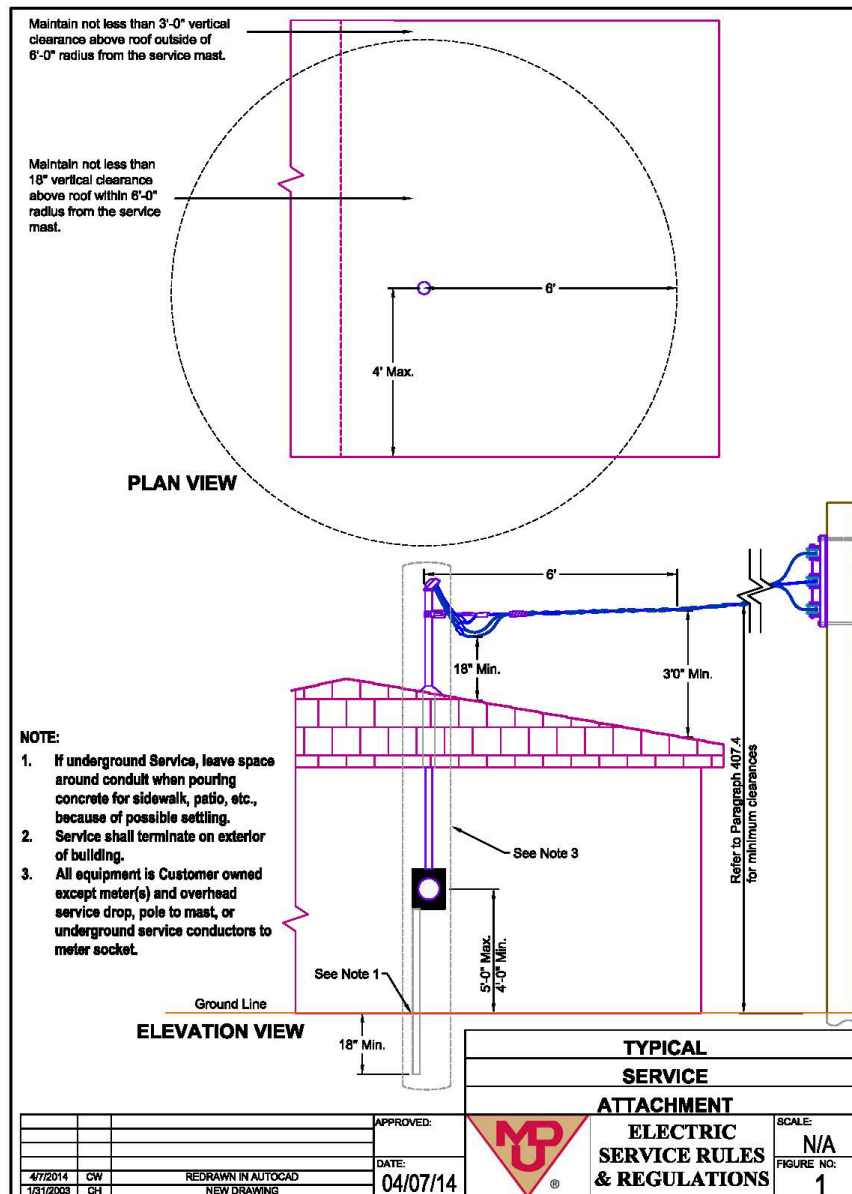 Maintain not less than 3'-0" vertical
clearance above roof outside of
6'-0" radius from the service mast.
Maintain not less than
18" vertical clearance
above roof within 6'-0"
radius from the service
mast.
6'
4' Max.
PLAN VIEW
6'
18" Min.
3'0" Min.
Refer to Paragraph 407.4
for minimum clearances
NOTE:
1. If underground Service, leave space
around conduit when pouring
concrete for sidewalk, patio, etc.,
because of possible settling.
2. Service shall terminate on exterior
of building.
3. All equipment is Customer owned
except meter(s) and overhead
service drop, pole to mast, or
underground service conductors to
meter socket.
See Note 3
5'-0" Max.
4'-0" Min.
See Note 1
Ground Line
ELEVATION VIEW
18" Min.
TYPICAL
SERVICE
ATTACHMENT
APPROVED:
MPU
®
ELECTRIC
SERVICE RULES
& REGULATIONS
SCALE:
N/A
FIGURE NO:
1
DATE:
04/07/14
4/7/2014 CW REDRAWN IN AUTOCAD
1/31/2003 CH NEW DRAWING